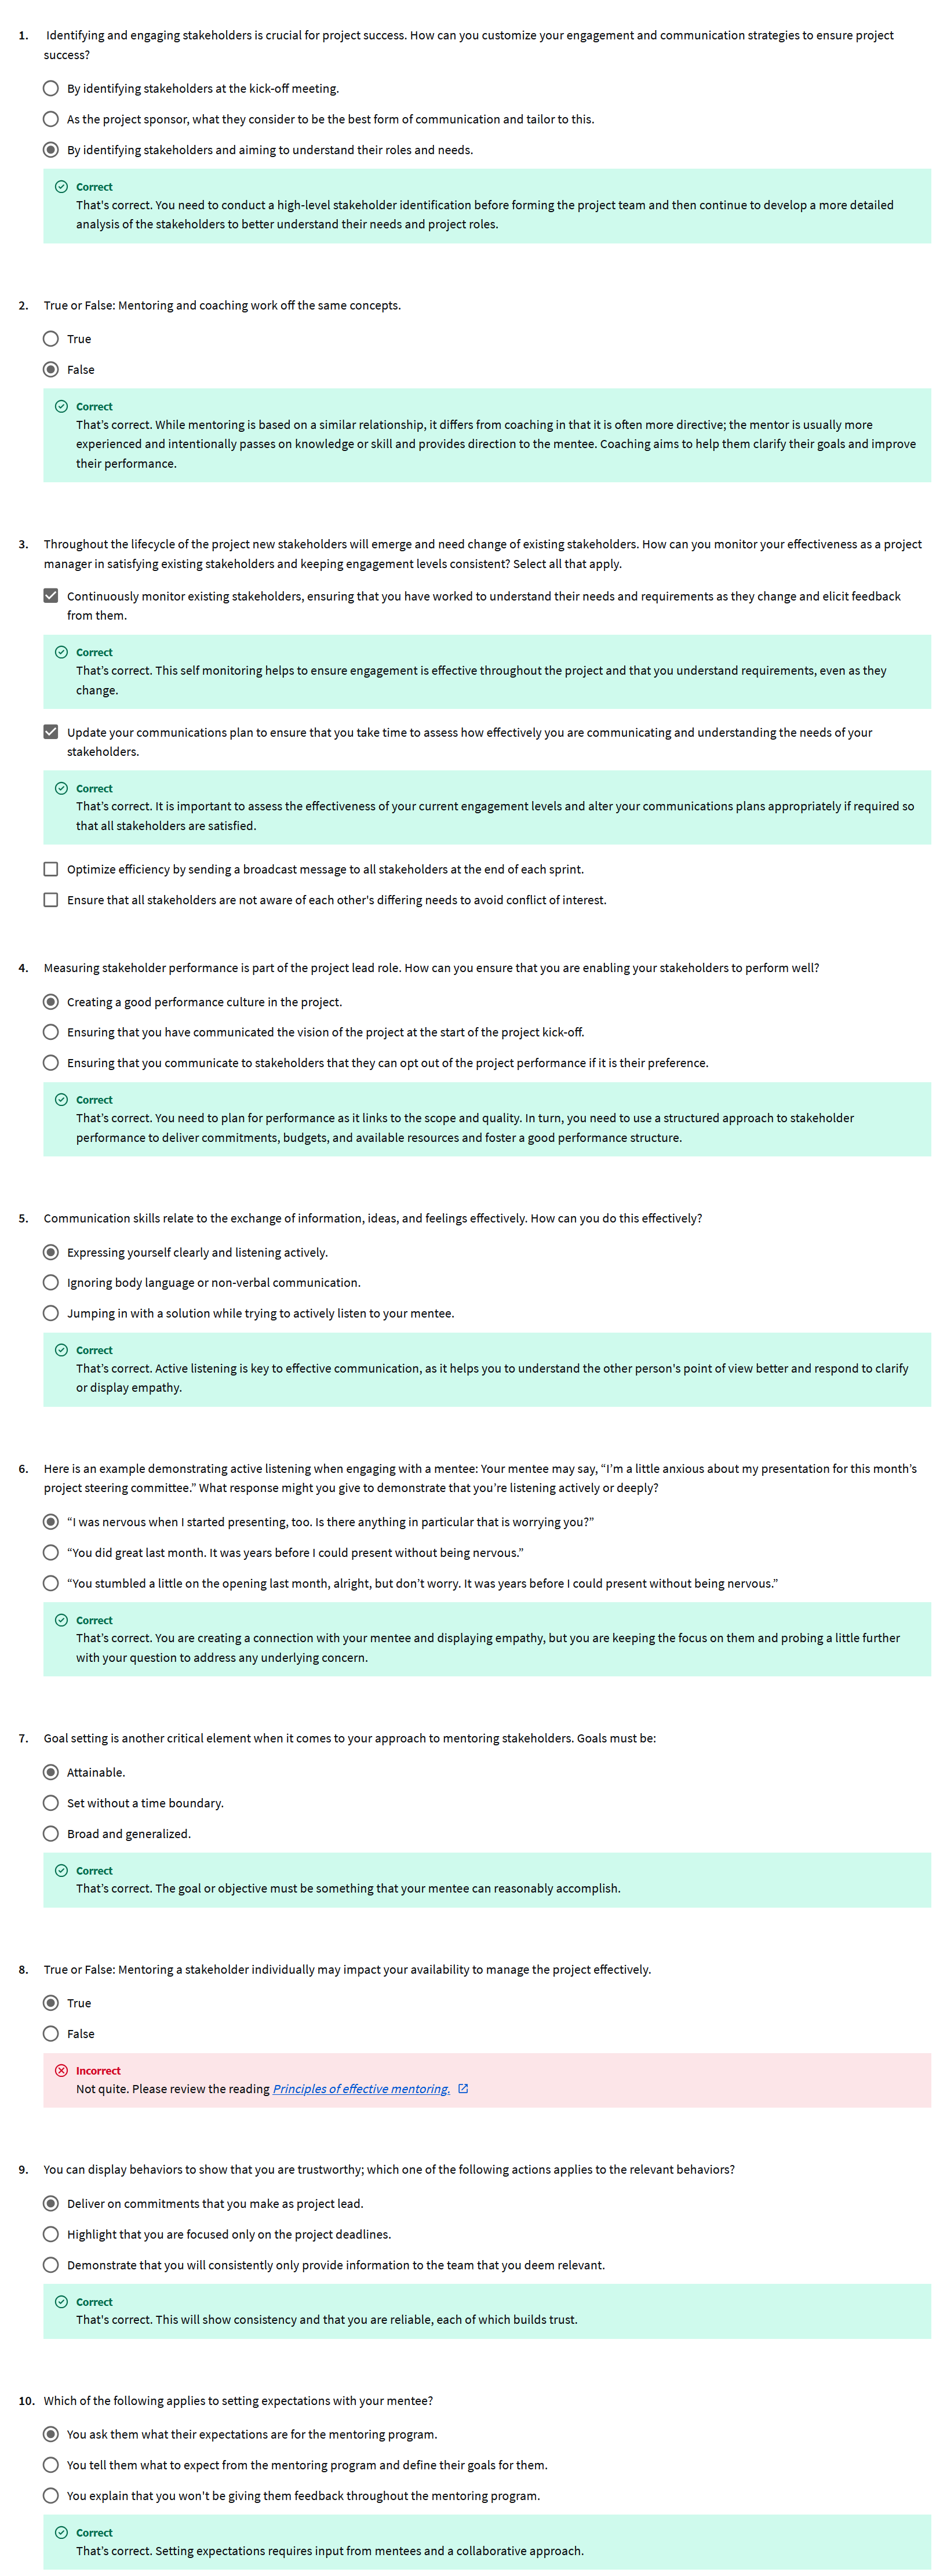 1. Identifying and engaging stakeholders is crucial for project success. How can you customize your engagement and communication strategies to ensure project
success?
By identifying stakeholders at the kick-off meeting.
As the project sponsor, what they consider to be the best form of communication and tailor to this.
By identifying stakeholders and aiming to understand their roles and needs.
Correct
That's correct. You need to conduct a high-level stakeholder identification before forming the project team and then continue to develop a more detailed
analysis of the stakeholders to better understand their needs and project roles.
2. True or False: Mentoring and coaching work off the same concepts.
True
False
Correct
That’s correct. While mentoring is based on a similar relationship, it differs from coaching in that it is often more directive; the mentor is usually more
experienced and intentionally passes on knowledge or skill and provides direction to the mentee. Coaching aims to help them clarify their goals and improve
their performance.
3. Throughout the lifecycle of the project new stakeholders will emerge and need change of existing stakeholders. How can you monitor your effectiveness as a project
manager in satisfying existing stakeholders and keeping engagement levels consistent? Select all that apply.
Continuously monitor existing stakeholders, ensuring that you have worked to understand their needs and requirements as they change and elicit feedback
from them.
Correct
That’s correct. This self monitoring helps to ensure engagement is effective throughout the project and that you understand requirements, even as they
change.
Update your communications plan to ensure that you take time to assess how effectively you are communicating and understanding the needs of your
stakeholders.
Correct
That’s correct. It is important to assess the effectiveness of your current engagement levels and alter your communications plans appropriately if required so
that all stakeholders are satisfied.
Optimize efficiency by sending a broadcast message to all stakeholders at the end of each sprint.
Ensure that all stakeholders are not aware of each other's differing needs to avoid conflict of interest.
4. Measuring stakeholder performance is part of the project lead role. How can you ensure that you are enabling your stakeholders to perform well?
Creating a good performance culture in the project.
Ensuring that you have communicated the vision of the project at the start of the project kick-off.
Ensuring that you communicate to stakeholders that they can opt out of the project performance if it is their preference.
Correct
That’s correct. You need to plan for performance as it links to the scope and quality. In turn, you need to use a structured approach to stakeholder
performance to deliver commitments, budgets, and available resources and foster a good performance structure.
5. Communication skills relate to the exchange of information, ideas, and feelings effectively. How can you do this effectively?
Expressing yourself clearly and listening actively.
Ignoring body language or non-verbal communication.
Jumping in with a solution while trying to actively listen to your mentee.
Correct
That’s correct. Active listening is key to effective communication, as it helps you to understand the other person's point of view better and respond to clarify
or display empathy.
6. Here is an example demonstrating active listening when engaging with a mentee: Your mentee may say, “I’m a little anxious about my presentation for this month’s
project steering committee.” What response might you give to demonstrate that you’re listening actively or deeply?
“I was nervous when I started presenting, too. Is there anything in particular that is worrying you?”
“You did great last month. It was years before I could present without being nervous.”
“You stumbled a little on the opening last month, alright, but don’t worry. It was years before I could present without being nervous.”
Correct
That’s correct. You are creating a connection with your mentee and displaying empathy, but you are keeping the focus on them and probing a little further
with your question to address any underlying concern.
7. Goal setting is another critical element when it comes to your approach to mentoring stakeholders. Goals must be:
Attainable.
Set without a time boundary.
Broad and generalized.
Correct
That’s correct. The goal or objective must be something that your mentee can reasonably accomplish.
8. True or False: Mentoring a stakeholder individually may impact your availability to manage the project effectively.
True
False
Incorrect
Not quite. Please review the reading Principles of effective mentoring.
9. You can display behaviors to show that you are trustworthy; which one of the following actions applies to the relevant behaviors?
Deliver on commitments that you make as project lead.
Highlight that you are focused only on the project deadlines.
Demonstrate that you will consistently only provide information to the team that you deem relevant.
Correct
That's correct. This will show consistency and that you are reliable, each of which builds trust.
10. Which of the following applies to setting expectations with your mentee?
You ask them what their expectations are for the mentoring program.
You tell them what to expect from the mentoring program and define their goals for them.
You explain that you won't be giving them feedback throughout the mentoring program.
Correct
That’s correct. Setting expectations requires input from mentees and a collaborative approach.